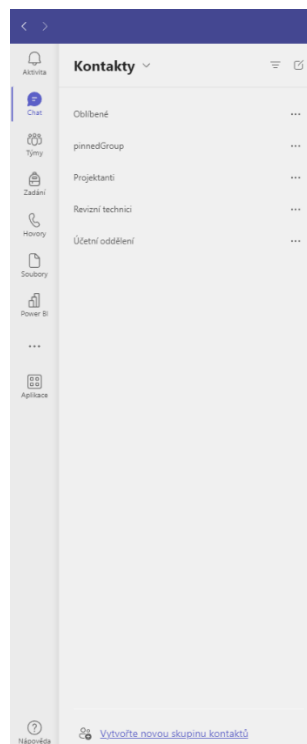 Aktivita
Chat
Týmy
Zadání
Hovory
Soubory
Power BI
Aplikace
Nápověda
Kontakty
Oblíbené
pinnedGroup
Projektanti
Revizní technici
Účetní oddělení
Vytvořte novou skupinu kontaktů